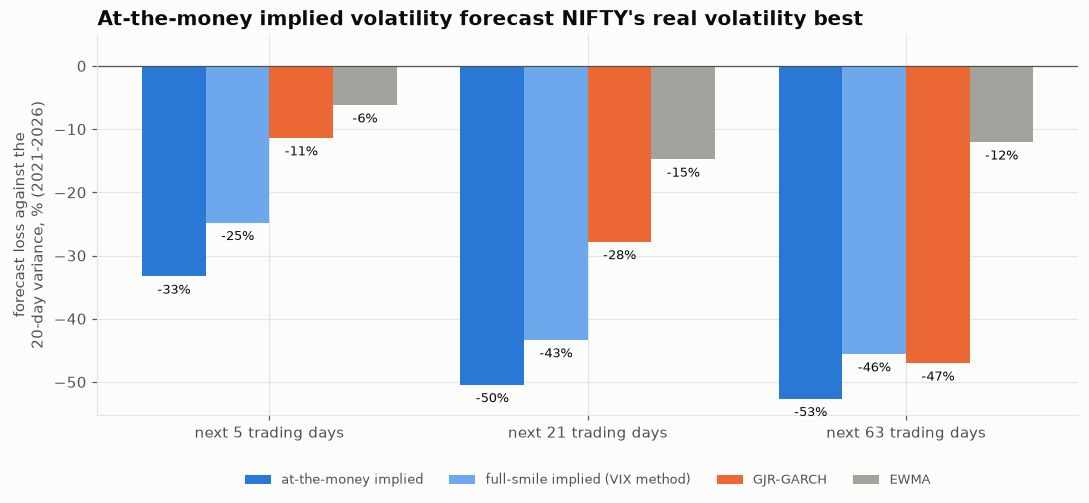 At-the-money implied volatility forecast NIFTY's real volatility best
forecast loss against the
20-day variance, % (2021-2026)
0
−10
−20
−30
−40
−50
-33%
-25%
-11%
-6%
-50%
-43%
-28%
-15%
-53%
-46%
-47%
-12%
next 5 trading days
next 21 trading days
next 63 trading days
at-the-money implied
full-smile implied (VIX method)
GJR-GARCH
EWMA